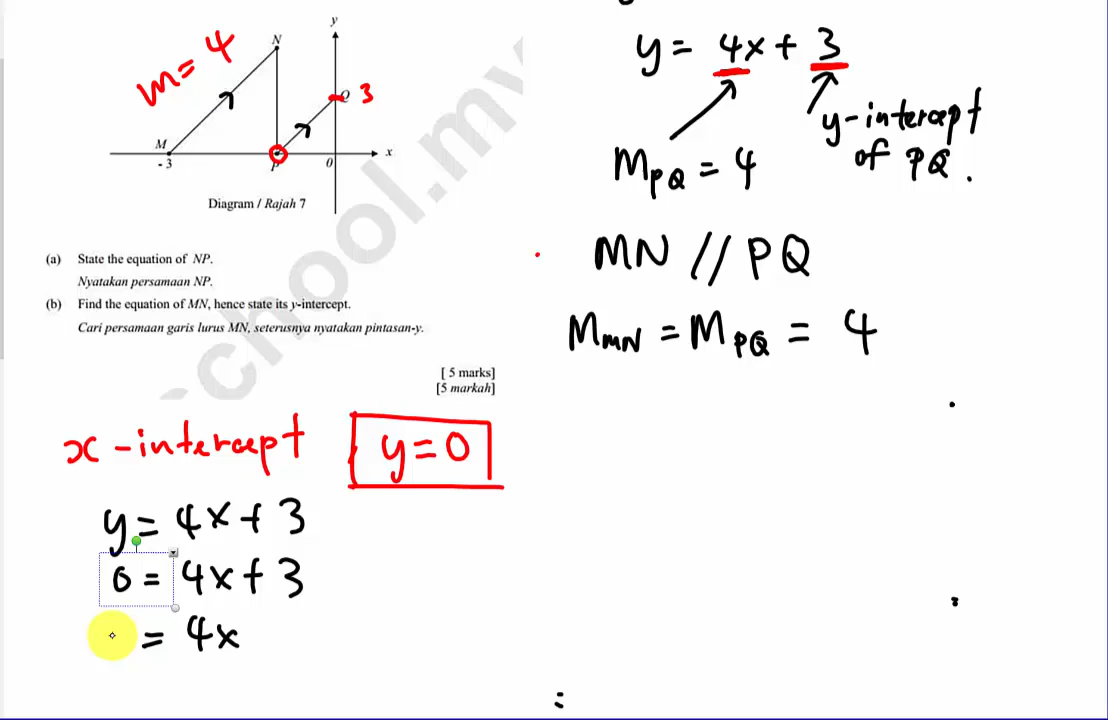 y
N
m = 4
Q 3
M
-3
P
0
x
Diagram / Rajah 7
(a) State the equation of NP.
Nyatakan persamaan NP.
(b) Find the equation of MN, hence state its y-intercept.
Cari persamaan garis lurus MN, seterusnya nyatakan pintasan-y.
[ 5 marks]
[5 markah]
chool.my
x-intercept y=0
y = 4x + 3
0 = 4x + 3
= 4x
y = 4x + 3
y-intercept
of PQ.
mPQ = 4
MN // PQ
mMN = mPQ = 4